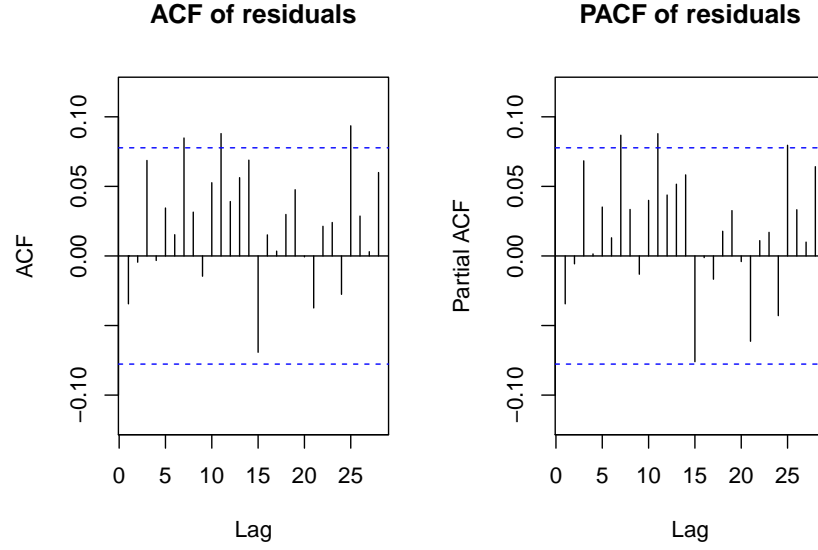 ACF of residuals
ACF
0.10
0.05
0.00
−0.10
0 5 10 15 20 25
Lag
PACF of residuals
Partial ACF
0.10
0.05
0.00
−0.10
0 5 10 15 20 25
Lag